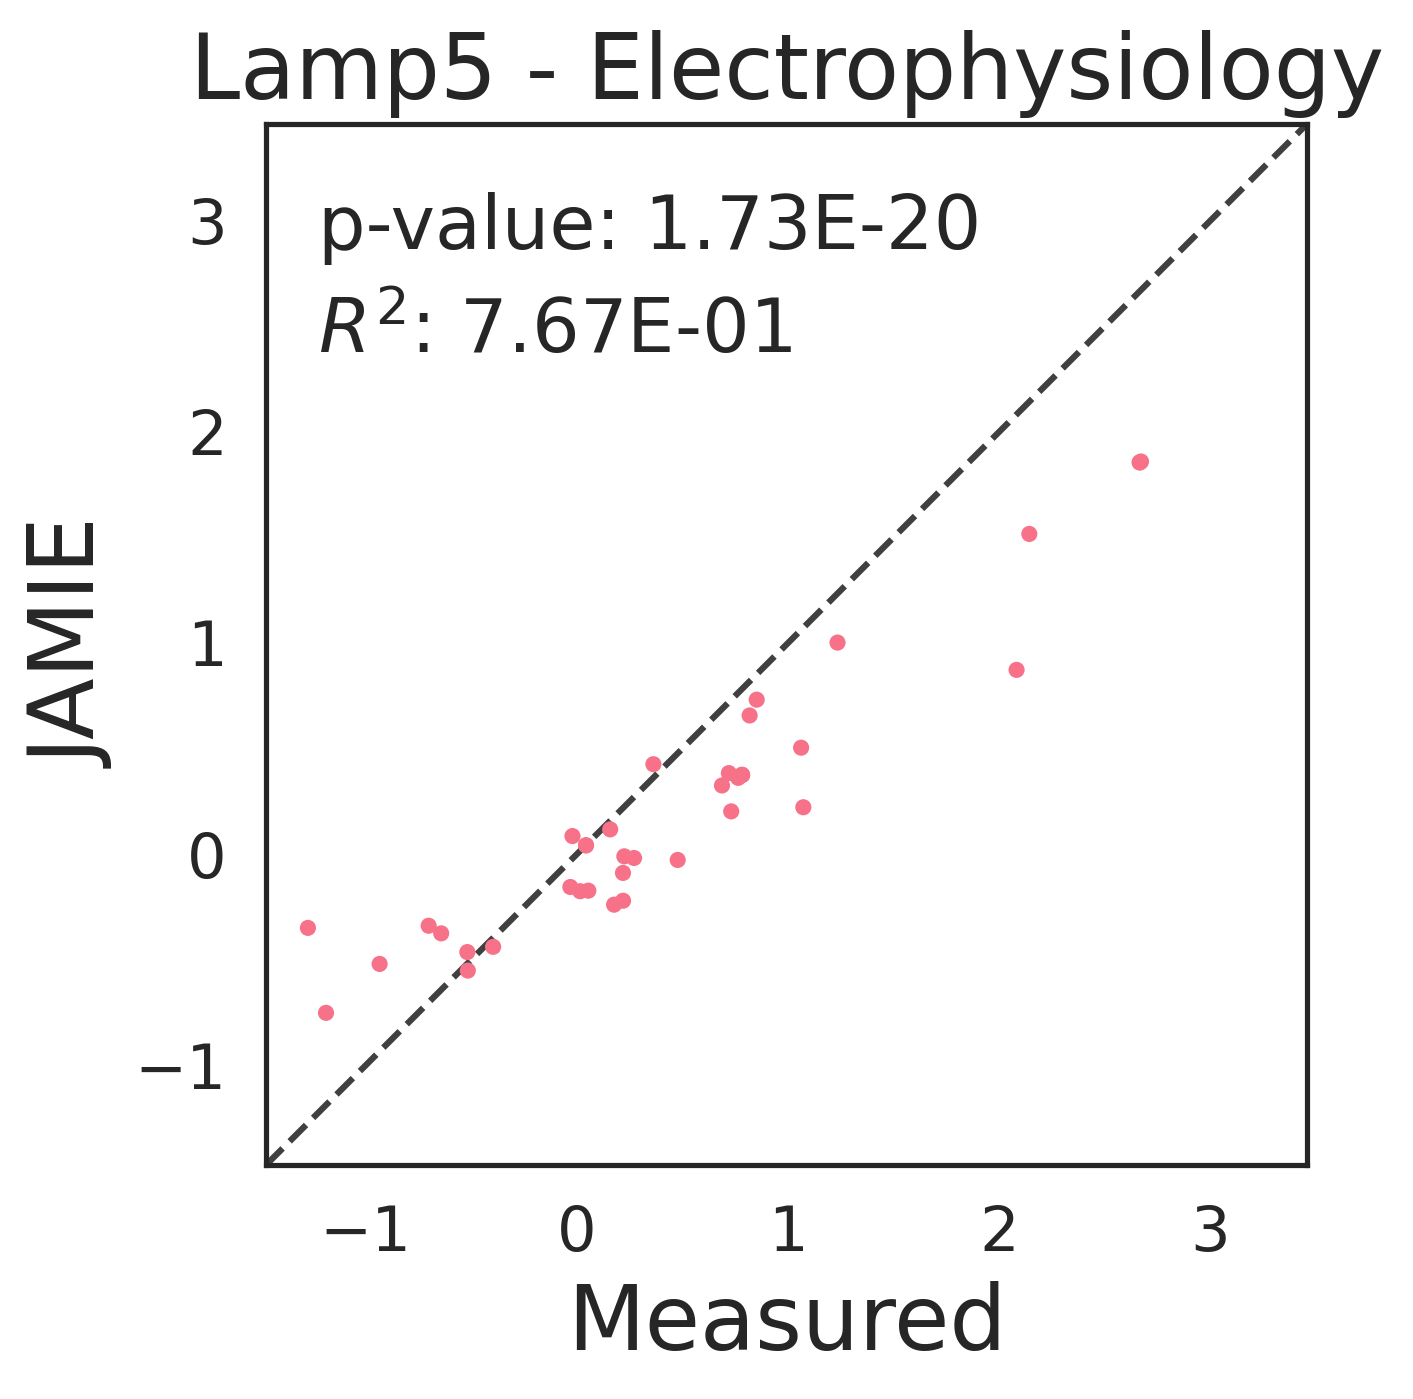 Lamp5 - Electrophysiology
p-value: 1.73E-20
R²: 7.67E-01
3
2
1
0
−1
JAMIE
−1 0 1 2 3
Measured